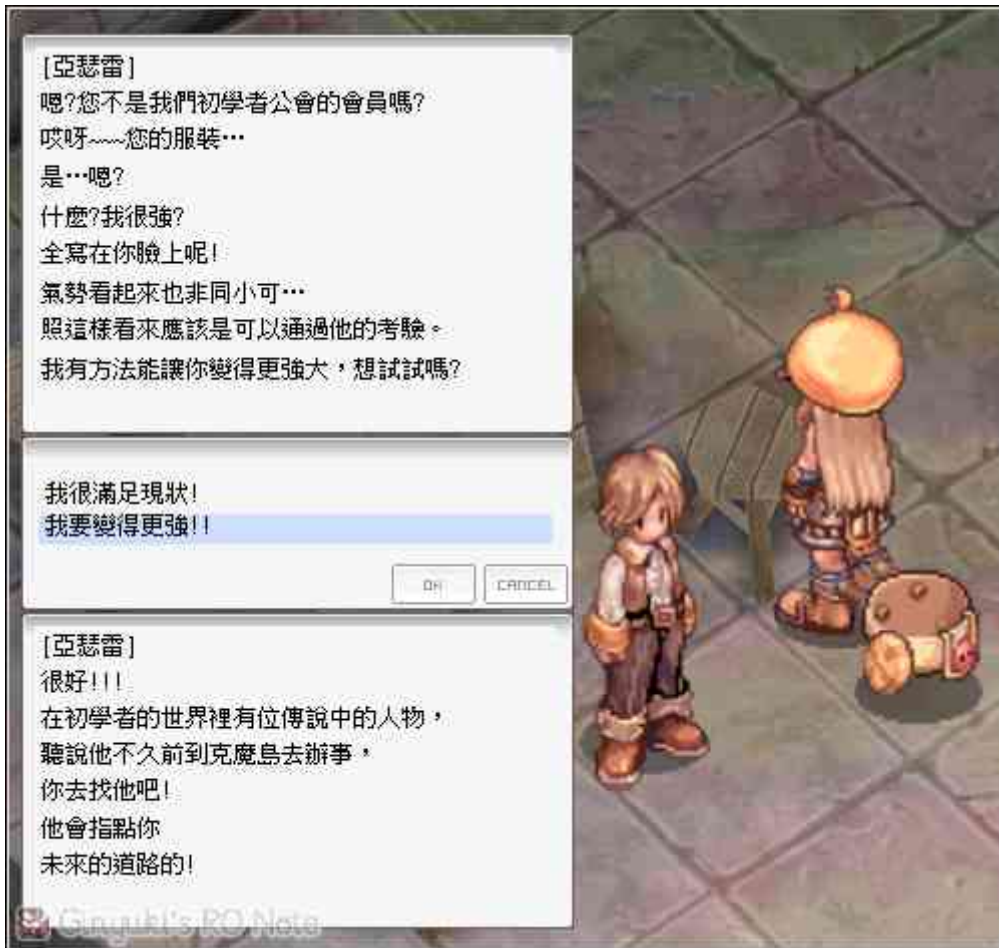 [亞瑟雷]
嗯?您不是我們初學者公會的會員嗎?
哎呀~~~您的服裝…
是…嗯?
什麼?我很強?
全寫在你臉上呢!
氣勢看起來也非同小可…
照這樣看來應該是可以通過他的考驗。
我有方法能讓你變得更強大,想試試嗎?
我很滿足現狀!
我要變得更強!!
OK
CANCEL
[亞瑟雷]
很好!!!
在初學者的世界裡有位傳說中的人物,
聽說他不久前到克魔島去辦事,
你去找他吧!
他會指點你
未來的道路的!
Ginyuki's RO Note